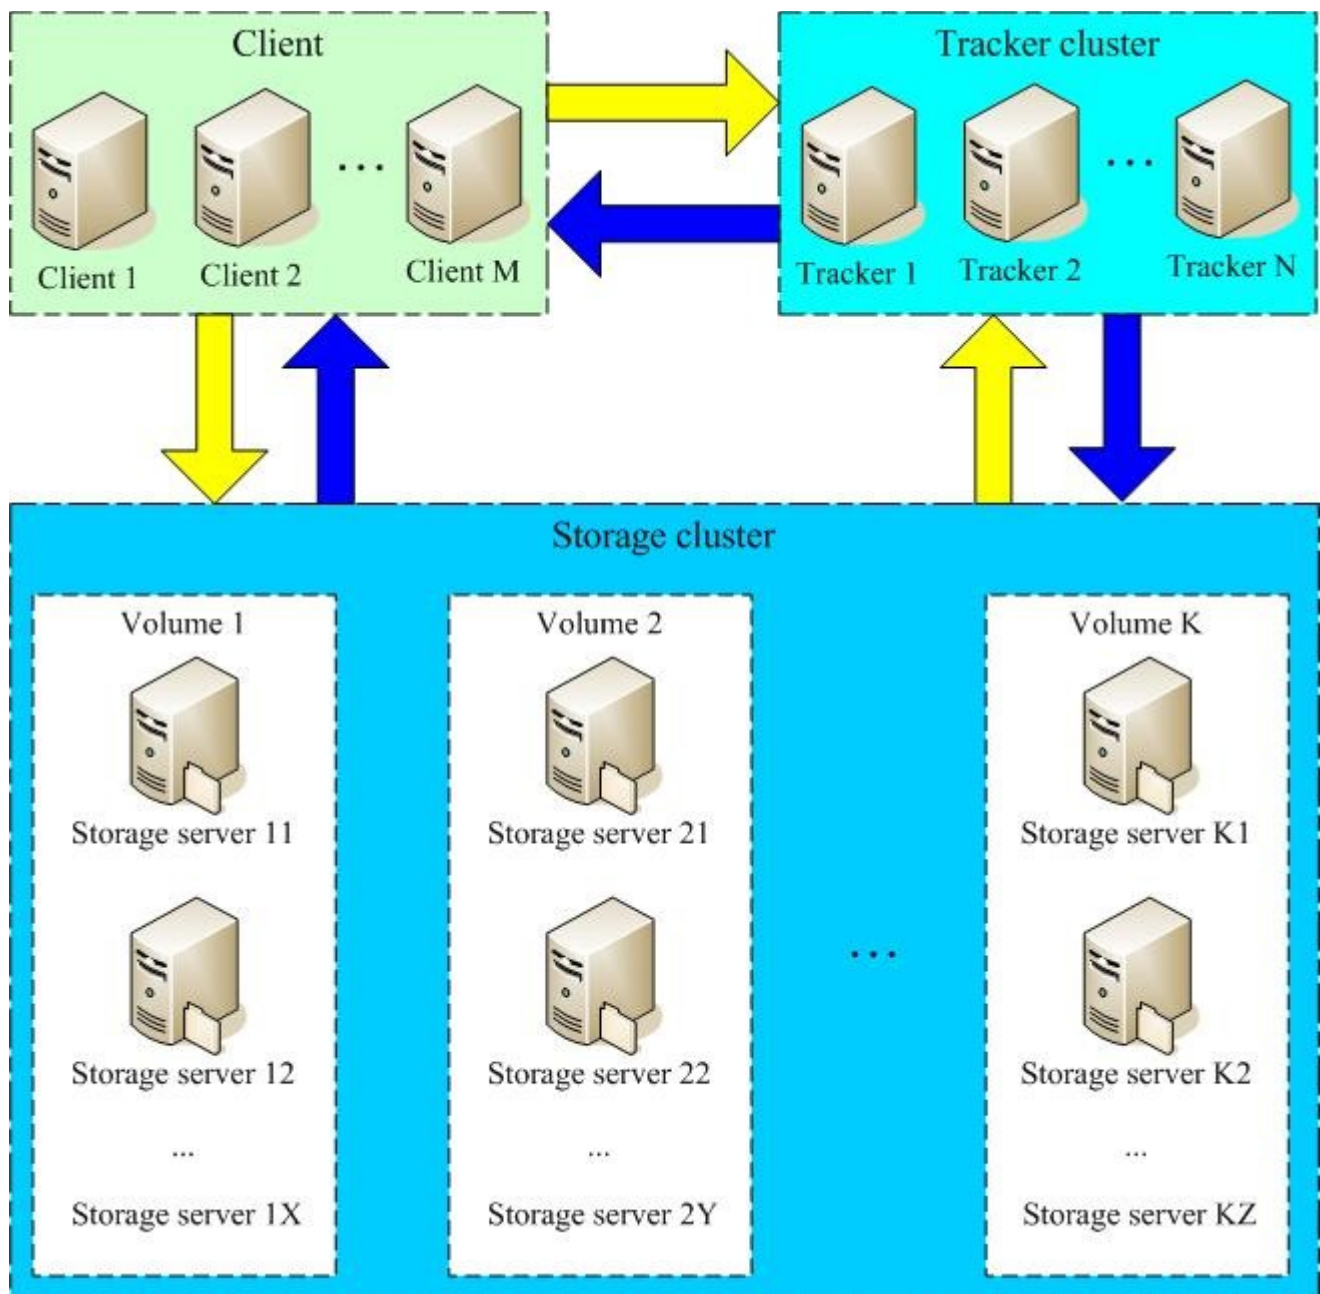 Client
Tracker cluster
...
...
Client 1
Client 2
Client M
Tracker 1
Tracker 2
Tracker N
Storage cluster
Volume 1
Volume 2
Volume K
Storage server 11
Storage server 21
Storage server K1
...
Storage server 12
Storage server 22
Storage server K2
...
...
...
Storage server 1X
Storage server 2Y
Storage server KZ